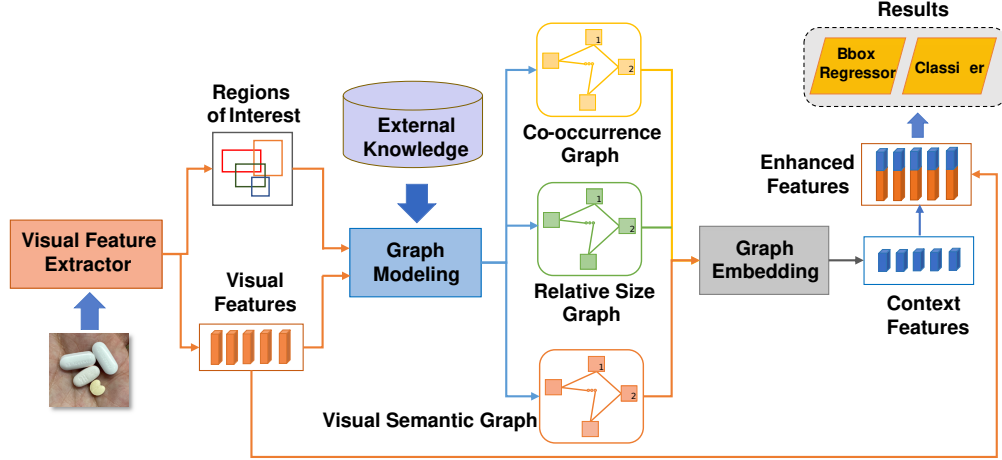 Results
Bbox
Regressor
Classi er
Regions
of Interest
External
Knowledge
1
2
Co-occurrence
Graph
Enhanced
Features
Visual Feature
Extractor
Graph
Modeling
1
2
Graph
Embedding
Visual
Features
Relative Size
Graph
Context
Features
1
2
Visual Semantic Graph